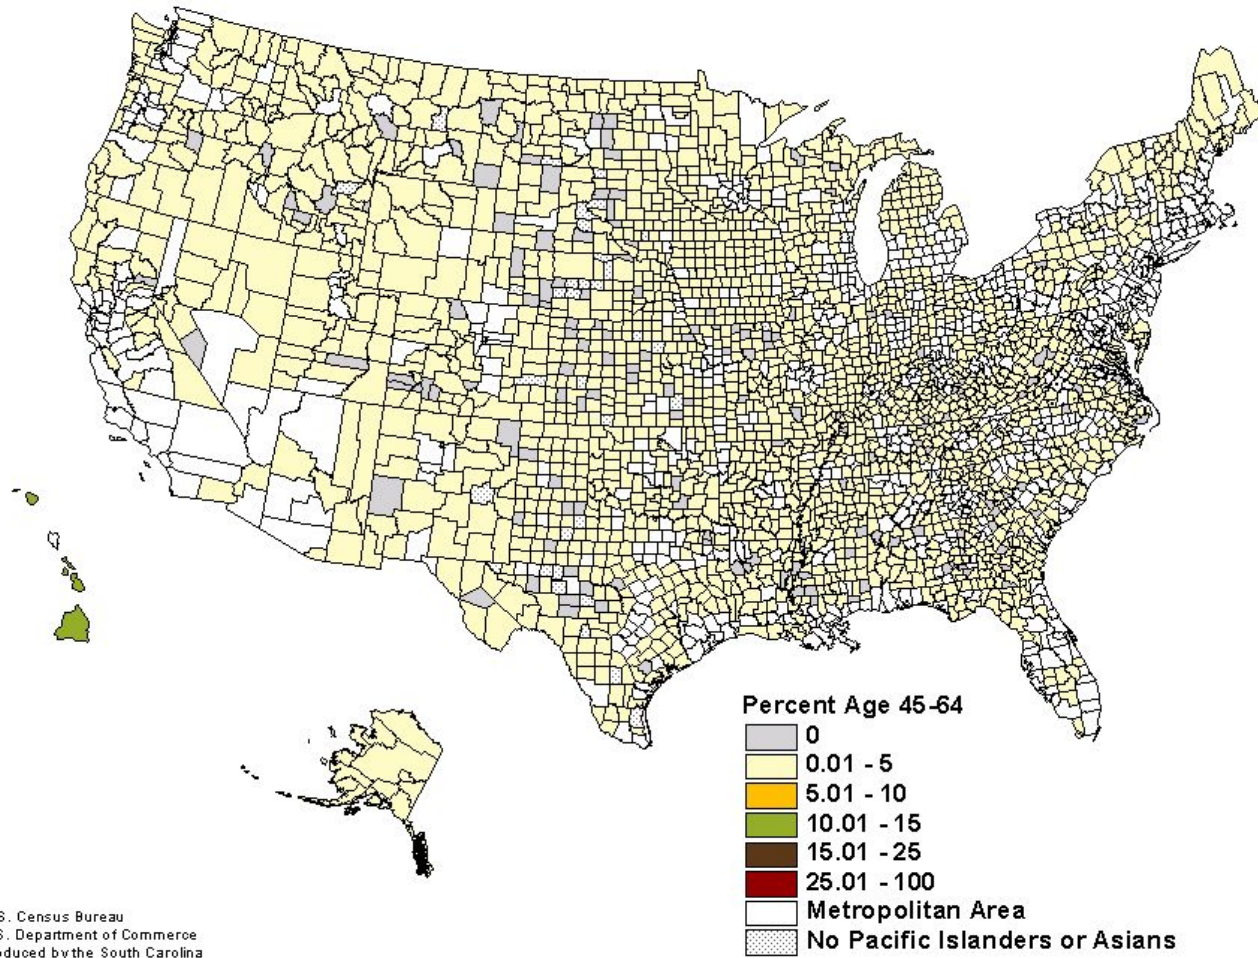 Percent Age 45-64
0
0.01 - 5
5.01 - 10
10.01 - 15
15.01 - 25
25.01 - 100
Metropolitan Area
No Pacific Islanders or Asians
S. Census Bureau
S. Department of Commerce
oduced by the South Carolina